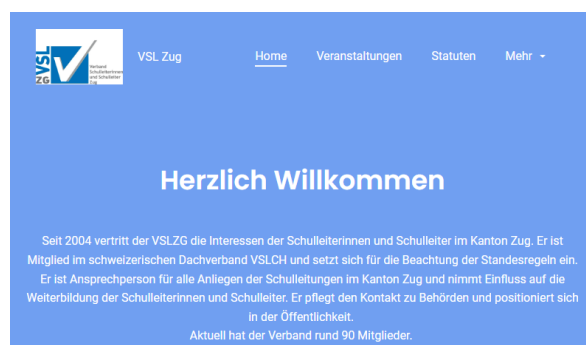 VSL
ZG
Verband
Schulleiterinnen
und Schulleiter
Zug
VSL Zug
Home
Veranstaltungen
Statuten
Mehr
Herzlich Willkommen
Seit 2004 vertritt der VSLZG die Interessen der Schulleiterinnen und Schulleiter im Kanton Zug. Er ist
Mitglied im schweizerischen Dachverband VSLCH und setzt sich für die Beachtung der Standesregeln ein.
Er ist Ansprechperson für alle Anliegen der Schulleitungen im Kanton Zug und nimmt Einfluss auf die
Weiterbildung der Schulleiterinnen und Schulleiter. Er pflegt den Kontakt zu Behörden und positioniert sich
in der Öffentlichkeit.
Aktuell hat der Verband rund 90 Mitglieder.